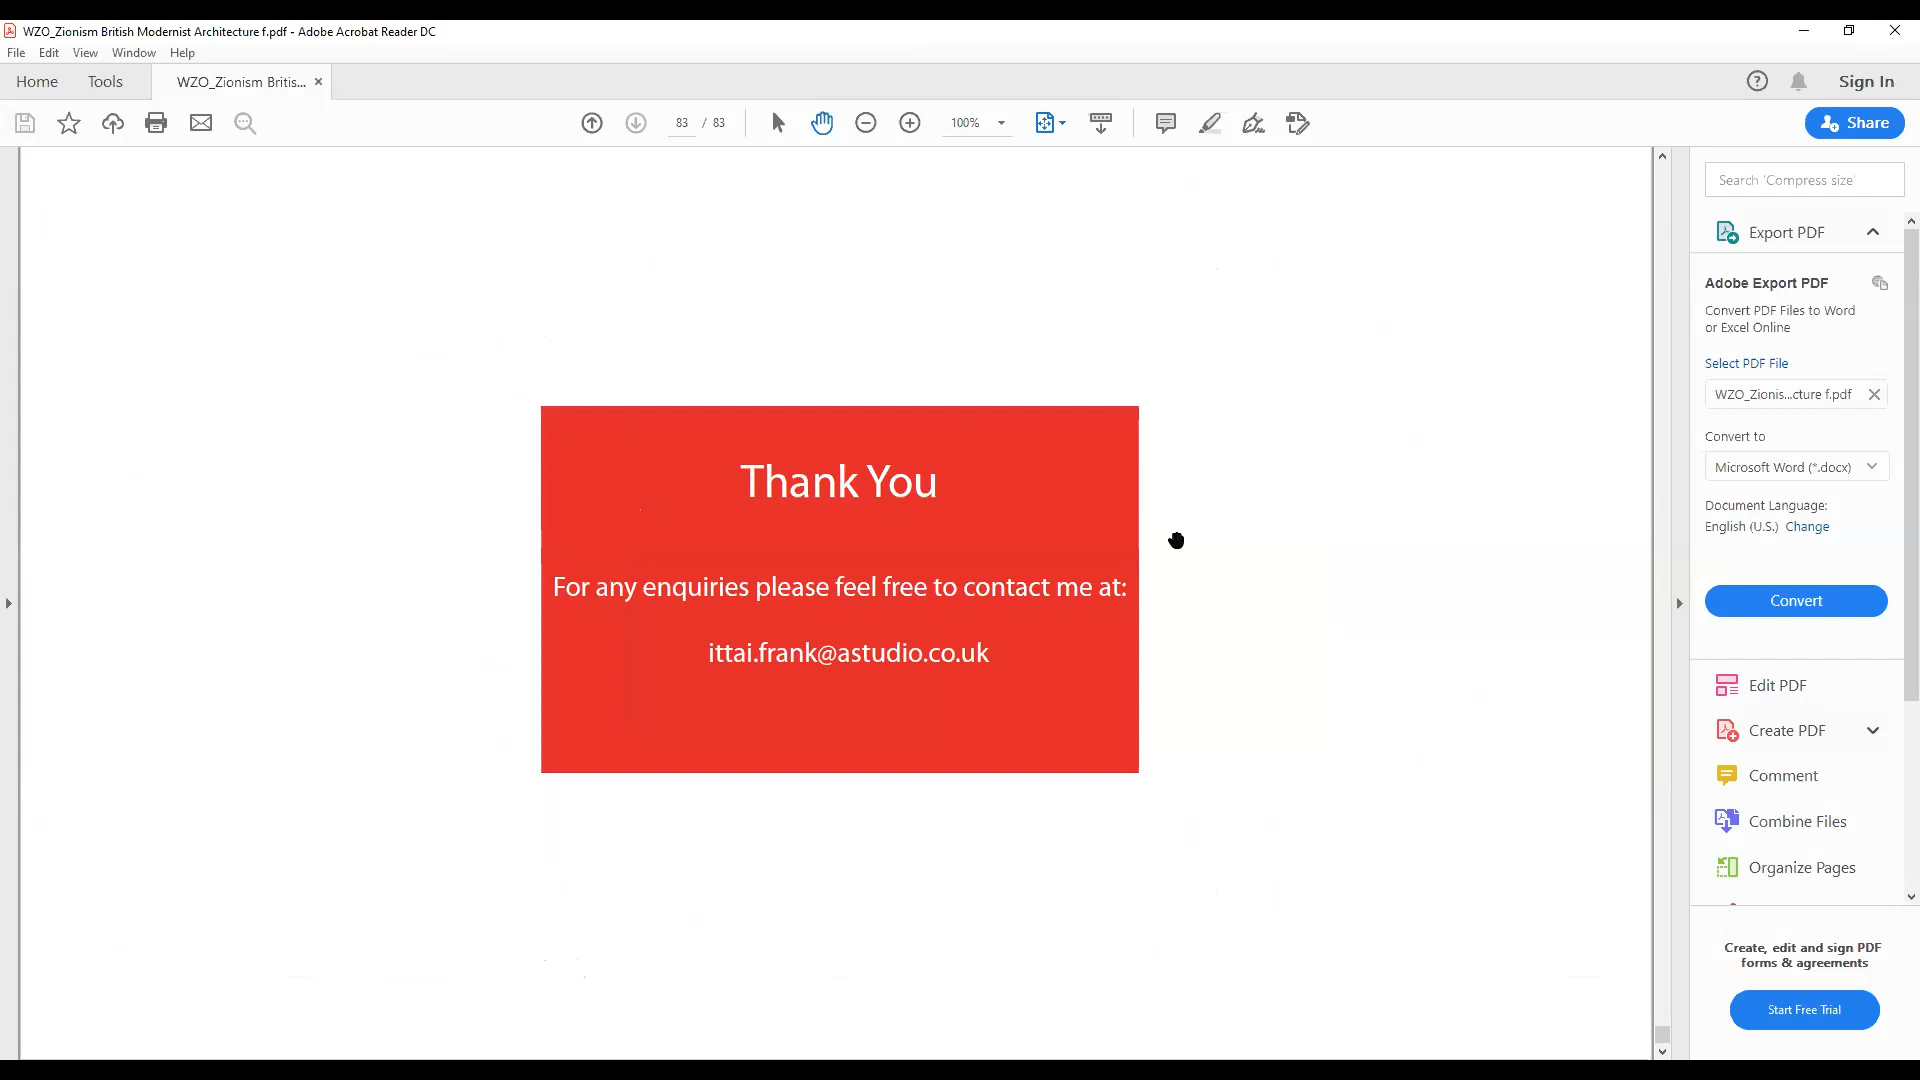 WZO_Zionism British Modernist Architecture f.pdf - Adobe Acrobat Reader DC
File Edit View Window Help
Home Tools WZO_Zionism Britis... ×
Sign In
83 / 83
100%
Share
Search 'Compress size'
Export PDF
Adobe Export PDF
Convert PDF Files to Word
or Excel Online
Select PDF File
WZO_Zionis...cture f.pdf
Convert to
Microsoft Word (*.docx)
Document Language:
English (U.S.) Change
Convert
Edit PDF
Create PDF
Comment
Combine Files
Organize Pages
Create, edit and sign PDF
forms & agreements
Start Free Trial
Thank You
For any enquiries please feel free to contact me at:
ittai.frank@astudio.co.uk